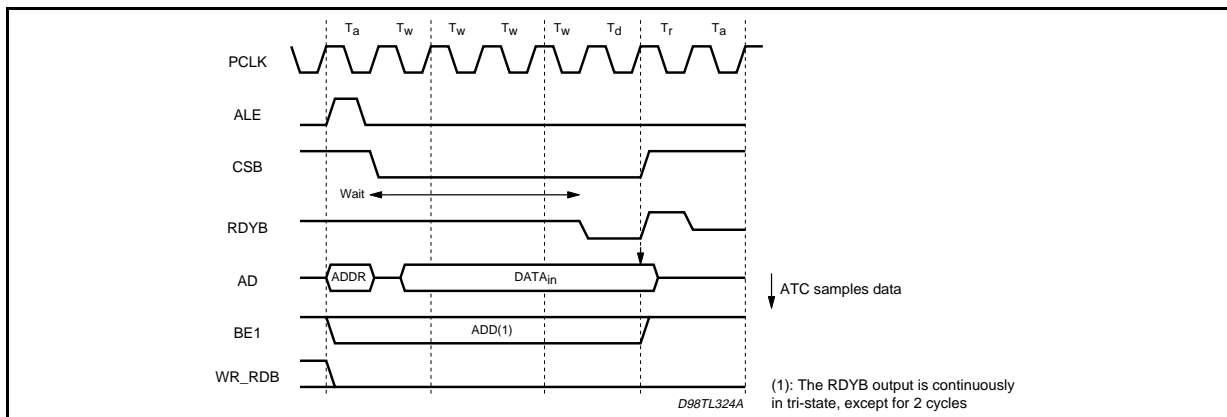 Ta Tw Tw Tw Tw Td Tr Ta
PCLK
ALE
CSB
Wait
RDYB
AD ADDR DATAin
ATC samples data
BE1 ADD(1)
WR_RDB
D98TL324A
(1): The RDYB output is continuously
in tri-state, except for 2 cycles